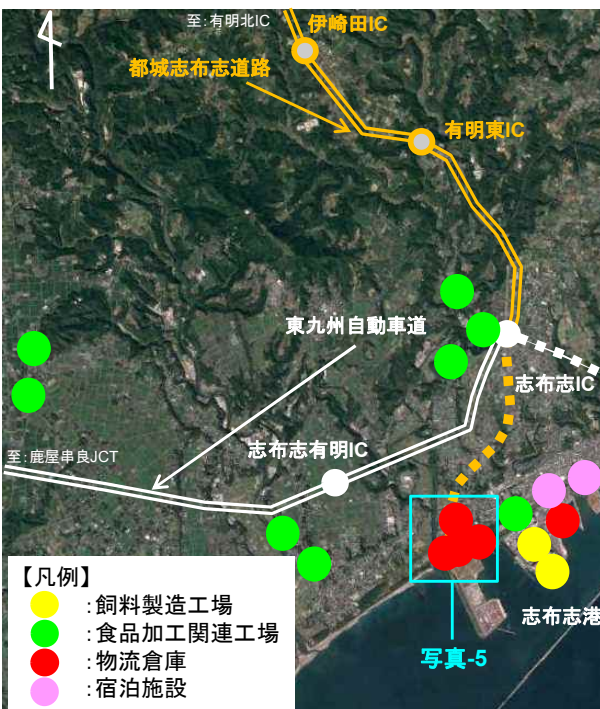 至:有明北IC
伊崎田IC
都城志布志道路
有明東IC
東九州自動車道
志布志IC
志布志有明IC
至:鹿屋串良JCT
志布志港
写真-5
【凡例】
:飼料製造工場
:食品加工関連工場
:物流倉庫
:宿泊施設